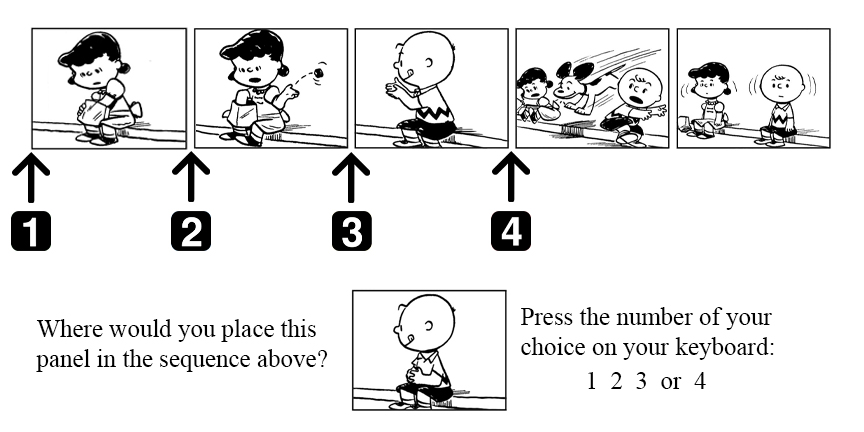 1 2 3 4
Where would you place this
panel in the sequence above?
Press the number of your
choice on your keyboard:
1 2 3 or 4